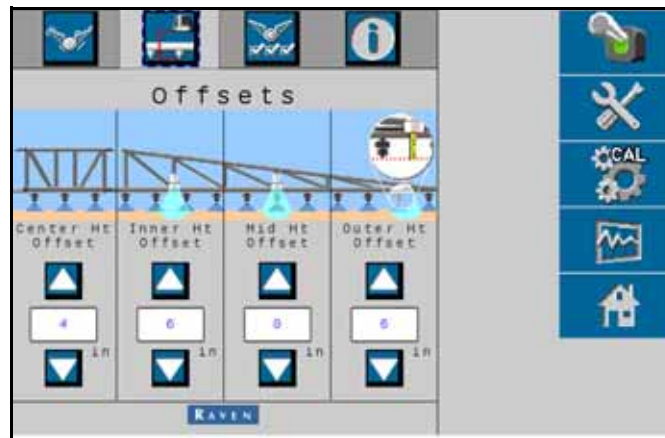 Offsets
CAL
Center Ht Inner Ht Mid Ht Outer Ht
Offset Offset Offset Offset
4 6 0 6
in in in in
RAVEN